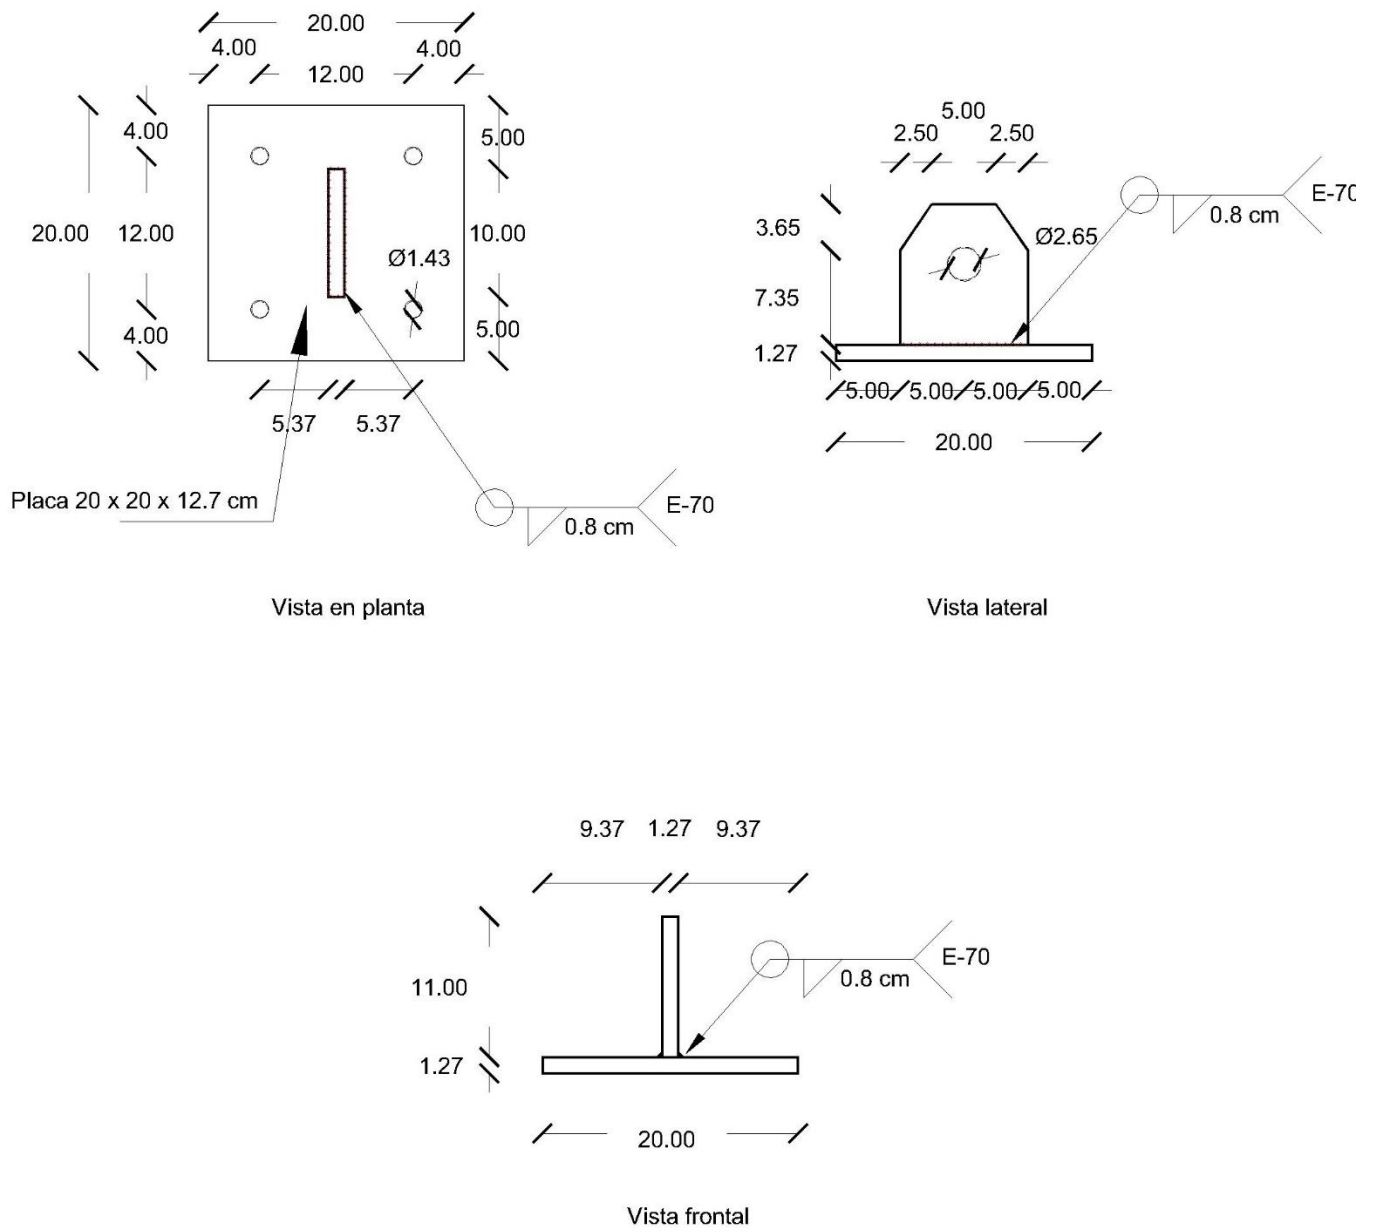 20.00
4.00 4.00
12.00
4.00 5.00
20.00 12.00 10.00
Ø1.43
4.00 5.00
5.37 5.37
Placa 20 x 20 x 12.7 cm
E-70
0.8 cm
Vista en planta
5.00
2.50 2.50
E-70
0.8 cm
3.65
Ø2.65
7.35
1.27
5.00 5.00 5.00 5.00
20.00
Vista lateral
9.37 1.27 9.37
E-70
0.8 cm
11.00
1.27
20.00
Vista frontal